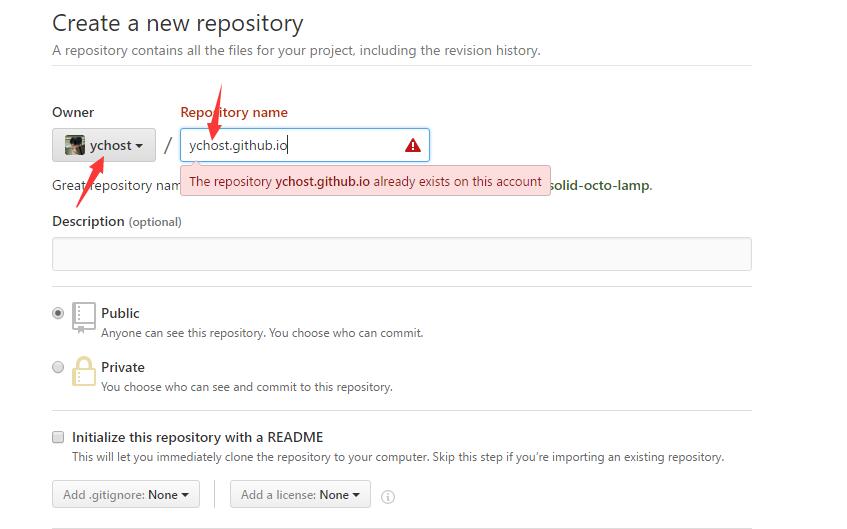 Create a new repository
A repository contains all the files for your project, including the revision history.
Owner Repository name
ychost / ychost.github.io
The repository ychost.github.io already exists on this account
Great repository solid-octo-lamp.
Description (optional)
Public
Anyone can see this repository. You choose who can commit.
Private
You choose who can see and commit to this repository.
Initialize this repository with a README
This will let you immediately clone the repository to your computer. Skip this step if you’re importing an existing repository.
Add .gitignore: None Add a license: None